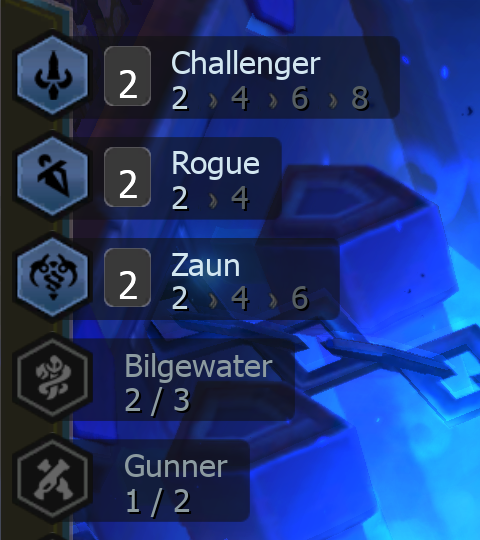 2 Challenger
2 › 4 › 6 › 8
2 Rogue
2 › 4
2 Zaun
2 › 4 › 6
Bilgewater
2 / 3
Gunner
1 / 2